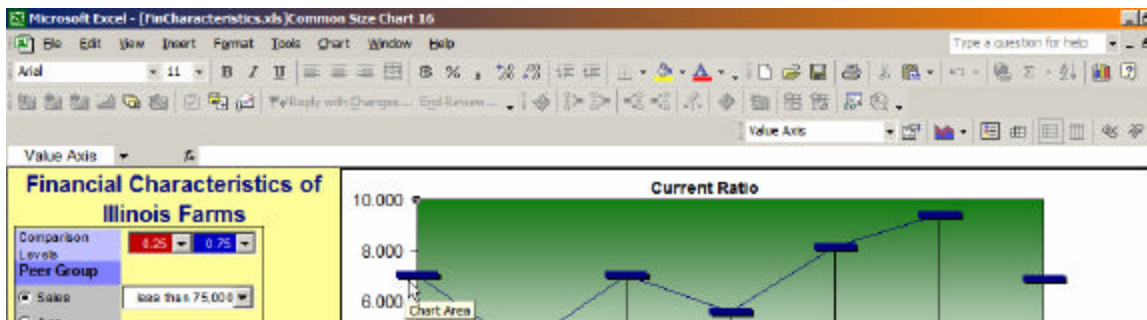 Microsoft Excel - [FinCharacteristics.xls]Common Size Chart 16
File Edit View Insert Format Tools Chart Window Help
Type a question for help
Arial 11 B I U % ,
Reply with Changes... End Review...
Value Axis
Value Axis fx
Financial Characteristics of
Illinois Farms
Comparison
Levels
0.25 0.75
Peer Group
Sales less than 75,000
Current Ratio
10.000
8.000
6.000
Chart Area